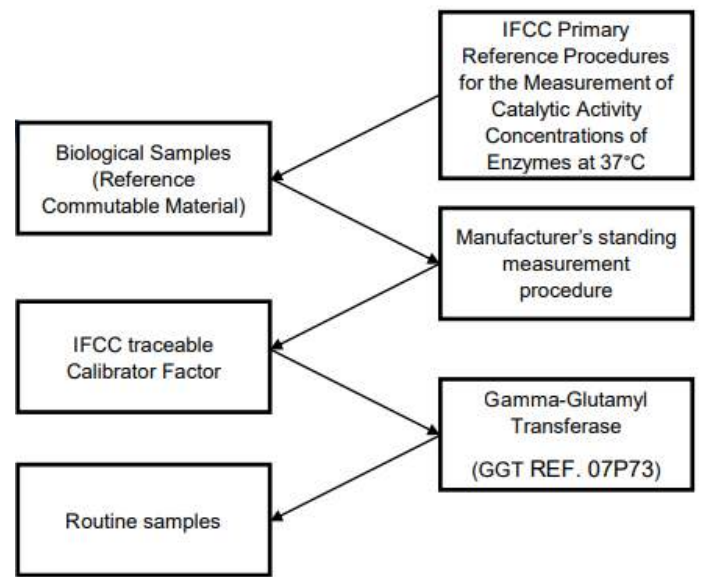 IFCC Primary
Reference Procedures
for the Measurement of
Catalytic Activity
Concentrations of
Enzymes at 37°C
Biological Samples
(Reference
Commutable Material)
Manufacturer's standing
measurement
procedure
IFCC traceable
Calibrator Factor
Gamma-Glutamyl
Transferase
(GGT REF. 07P73)
Routine samples